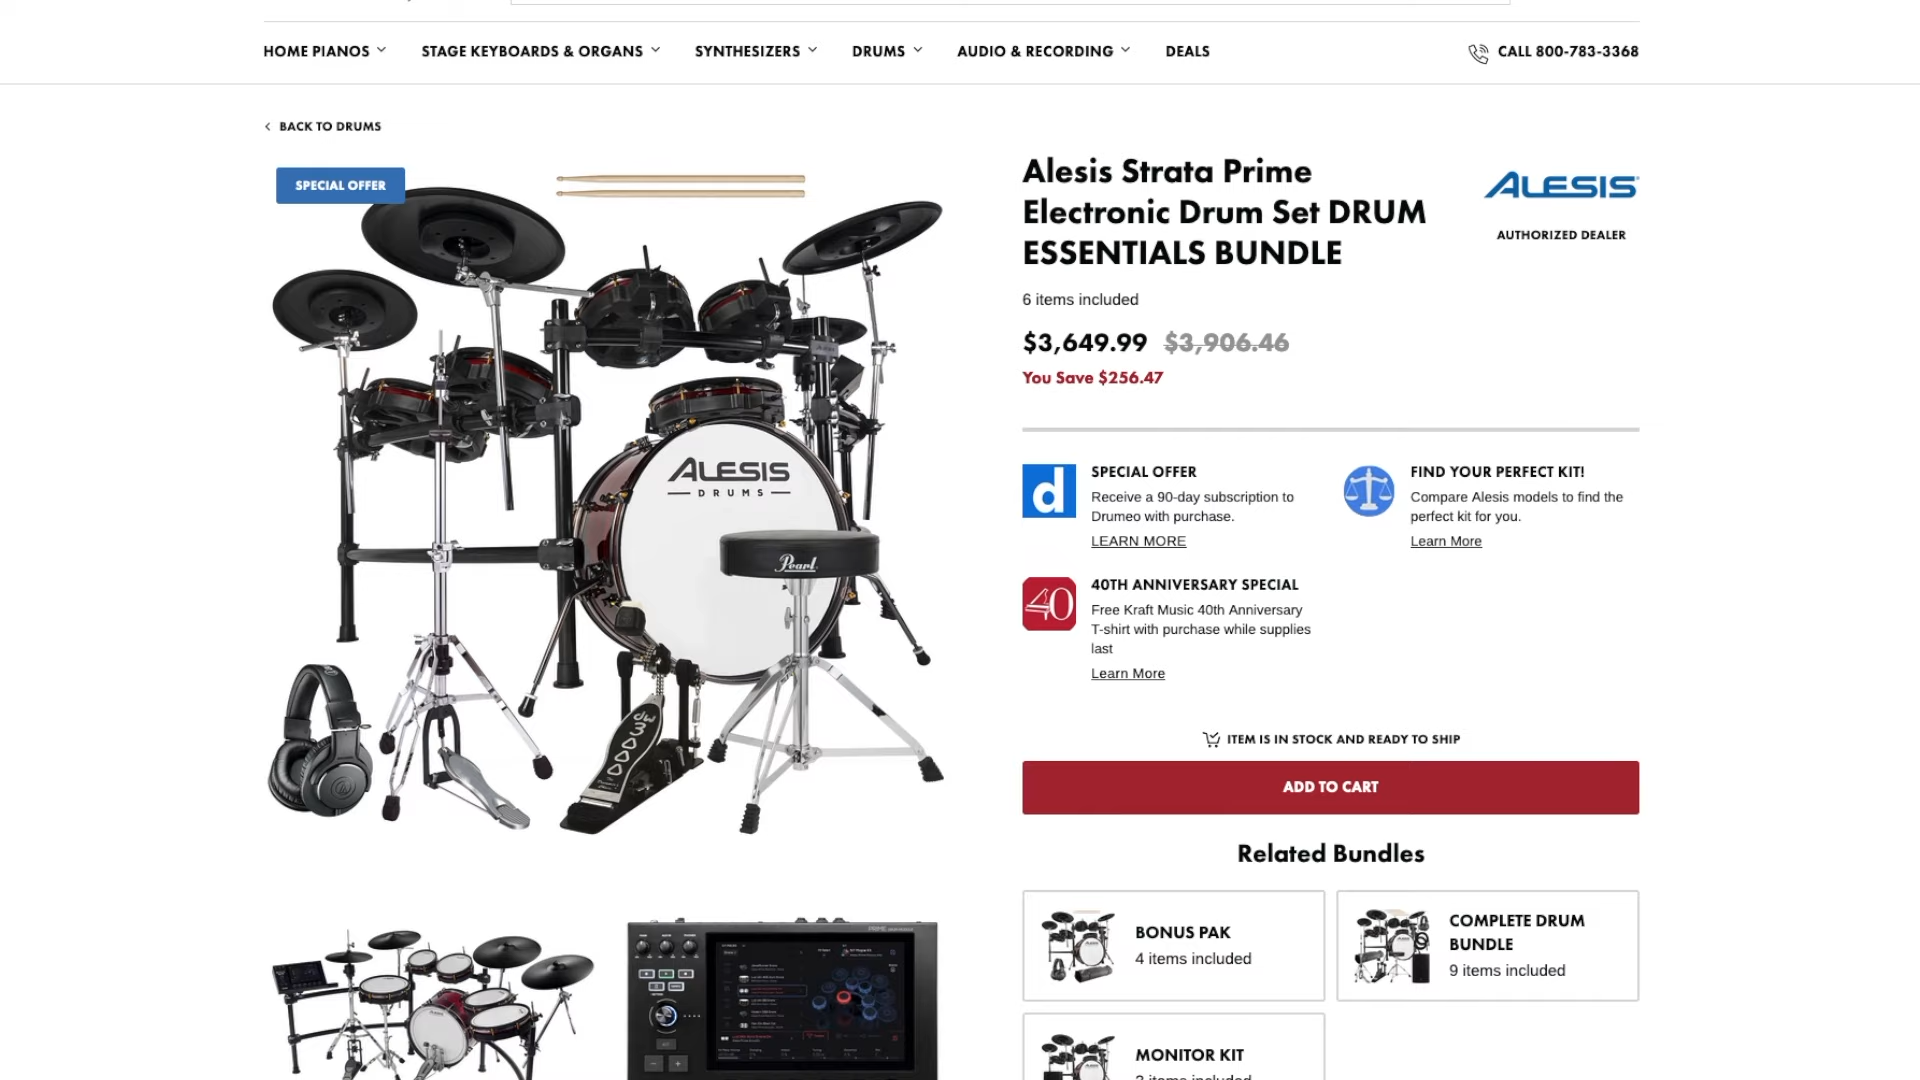 HOME PIANOS
STAGE KEYBOARDS & ORGANS
SYNTHESIZERS
DRUMS
AUDIO & RECORDING
DEALS
CALL 800-783-3368
BACK TO DRUMS
SPECIAL OFFER
ALESIS
DRUMS
Pearl
dw
3000
Alesis Strata Prime
Electronic Drum Set DRUM
ESSENTIALS BUNDLE
ALESIS
AUTHORIZED DEALER
6 items included
$3,649.99 $3,906.46
You Save $256.47
d
SPECIAL OFFER
Receive a 90-day subscription to
Drumeo with purchase.
LEARN MORE
FIND YOUR PERFECT KIT!
Compare Alesis models to find the
perfect kit for you.
Learn More
40
40TH ANNIVERSARY SPECIAL
Free Kraft Music 40th Anniversary
T-shirt with purchase while supplies
last
Learn More
ITEM IS IN STOCK AND READY TO SHIP
ADD TO CART
Related Bundles
BONUS PAK
4 items included
COMPLETE DRUM
BUNDLE
9 items included
MONITOR KIT
ALESIS